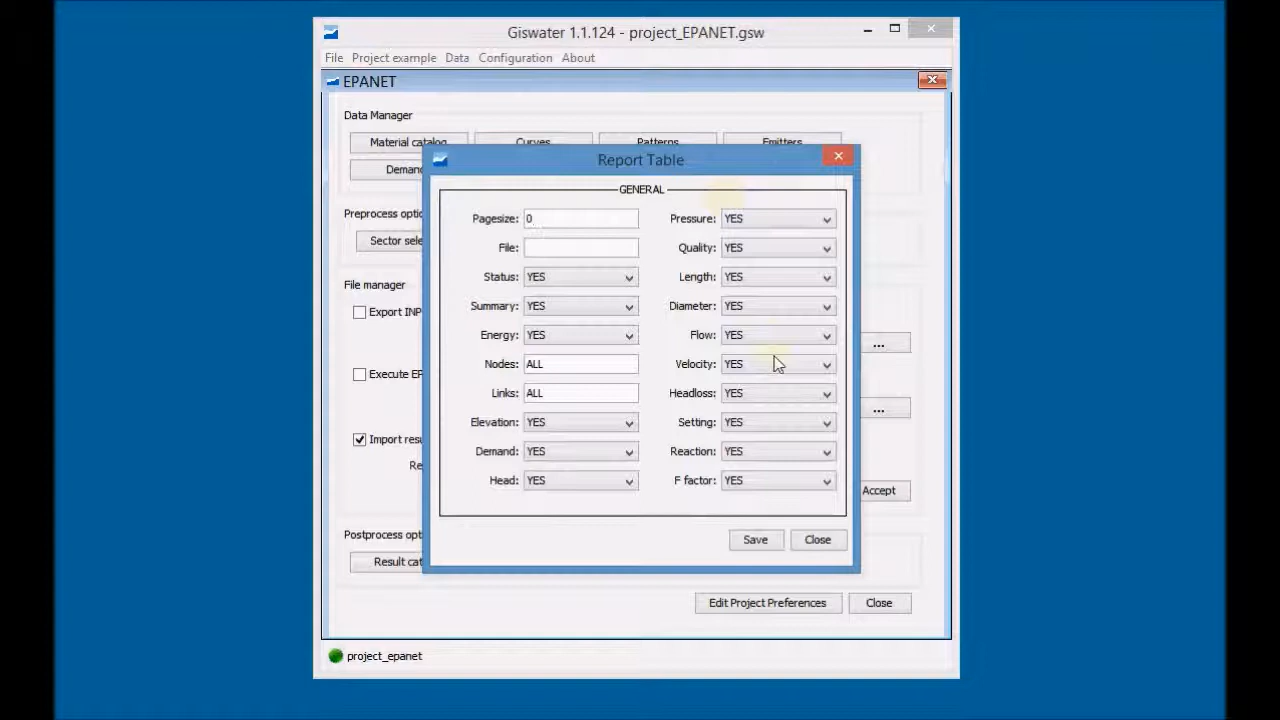 Giswater 1.1.124 - project_EPANET.gsw
File Project example Data Configuration About
EPANET
Data Manager
Material catalog Curves Patterns Emitters
Report Table
Demand
GENERAL
Preprocess optio
Pagesize: 0 Pressure: YES
Sector sele
File: Quality: YES
Status: YES Length: YES
File manager
Export INP
Summary: YES Diameter: YES
Energy: YES Flow: YES
...
Execute EP
Nodes: ALL Velocity: YES
Links: ALL Headloss: YES
...
Elevation: YES Setting: YES
Import resu
Demand: YES Reaction: YES
Re
Head: YES F factor: YES
Accept
Postprocess opti
Save Close
Result cat
Edit Project Preferences Close
project_epanet